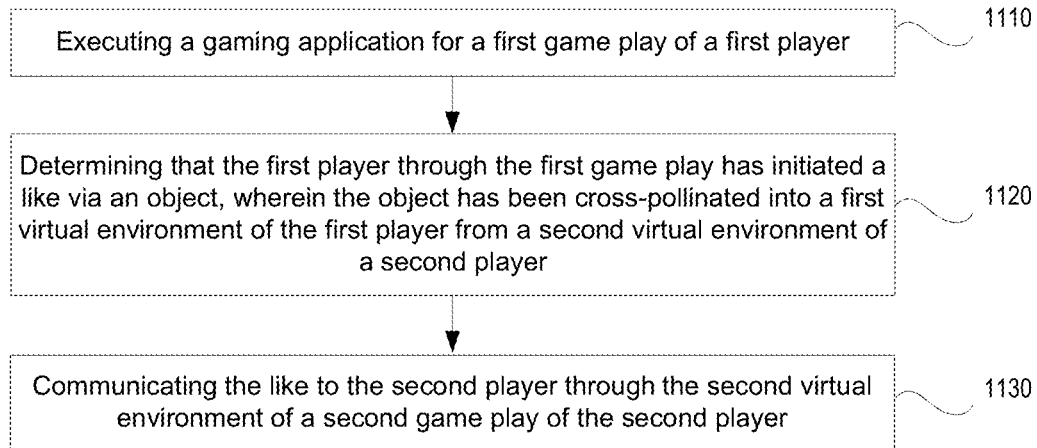 1110
Executing a gaming application for a first game play of a first player
Determining that the first player through the first game play has initiated a
like via an object, wherein the object has been cross-pollinated into a first
virtual environment of the first player from a second virtual environment of
a second player
1120
Communicating the like to the second player through the second virtual
environment of a second game play of the second player
1130